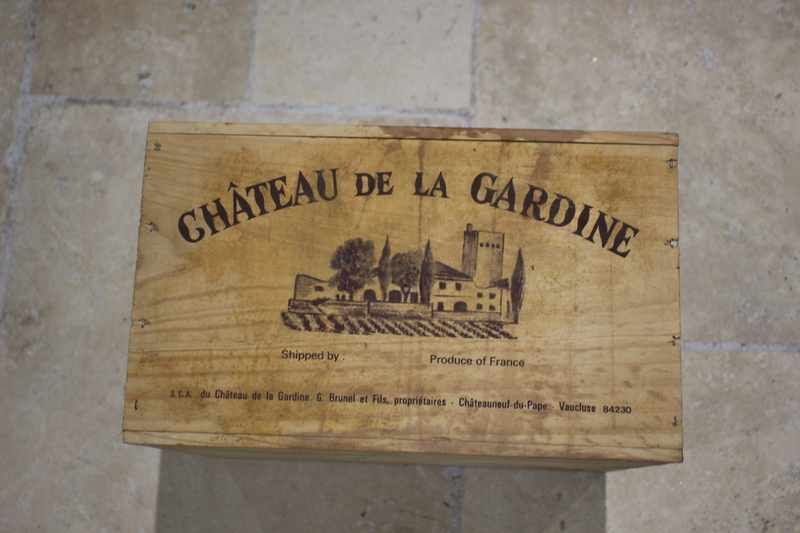 CHÂTEAU DE LA GARDINE
Shipped by : Produce of France
S.C.A. du Château de la Gardine. G. Brunel et Fils, propriétaires - Châteauneuf-du-Pape - Vaucluse 84230